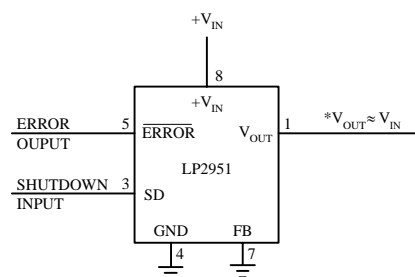 +VIN
8
+VIN
ERROR
5
ERROR
VOUT
1
*VOUT≈ VIN
OUPUT
LP2951
SHUTDOWN
3
SD
INPUT
GND
FB
4
7